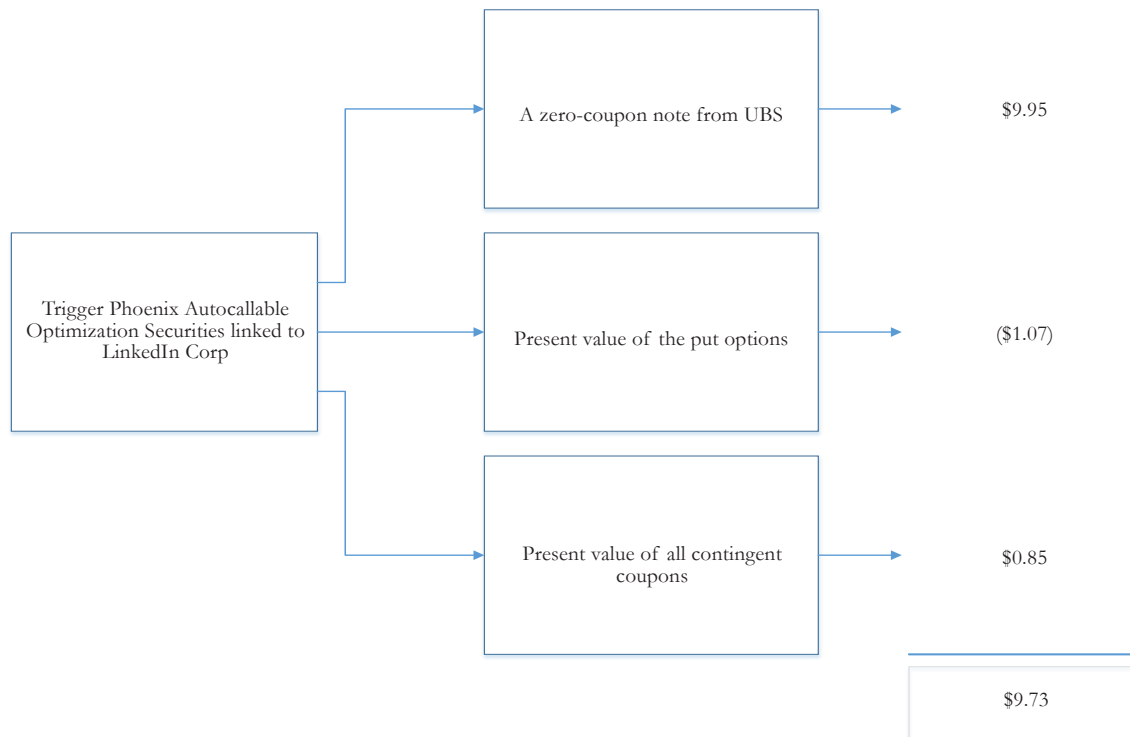 A zero-coupon note from UBS
$9.95
Trigger Phoenix Autocallable
Optimization Securities linked to
LinkedIn Corp
Present value of the put options
($1.07)
Present value of all contingent
coupons
$0.85
$9.73